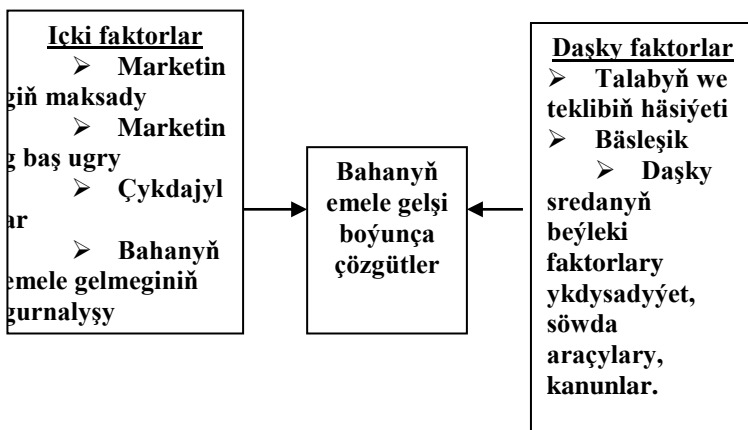 Içki faktorlar
➢ Marketin
giň maksady
➢ Marketin
g baş ugry
➢ Çykdajyl
ar
➢ Bahanyň
emele gelmeginiň
gurnalyşy
Bahanyň
emele gelşi
boýunça
çözgütler
Daşky faktorlar
➢ Talabyň we
teklibiň häsiýeti
➢ Bäsleşik
➢ Daşky
sredanyň
beýleki
faktorlary
ykdysadyýet,
söwda
araçylary,
kanunlar.